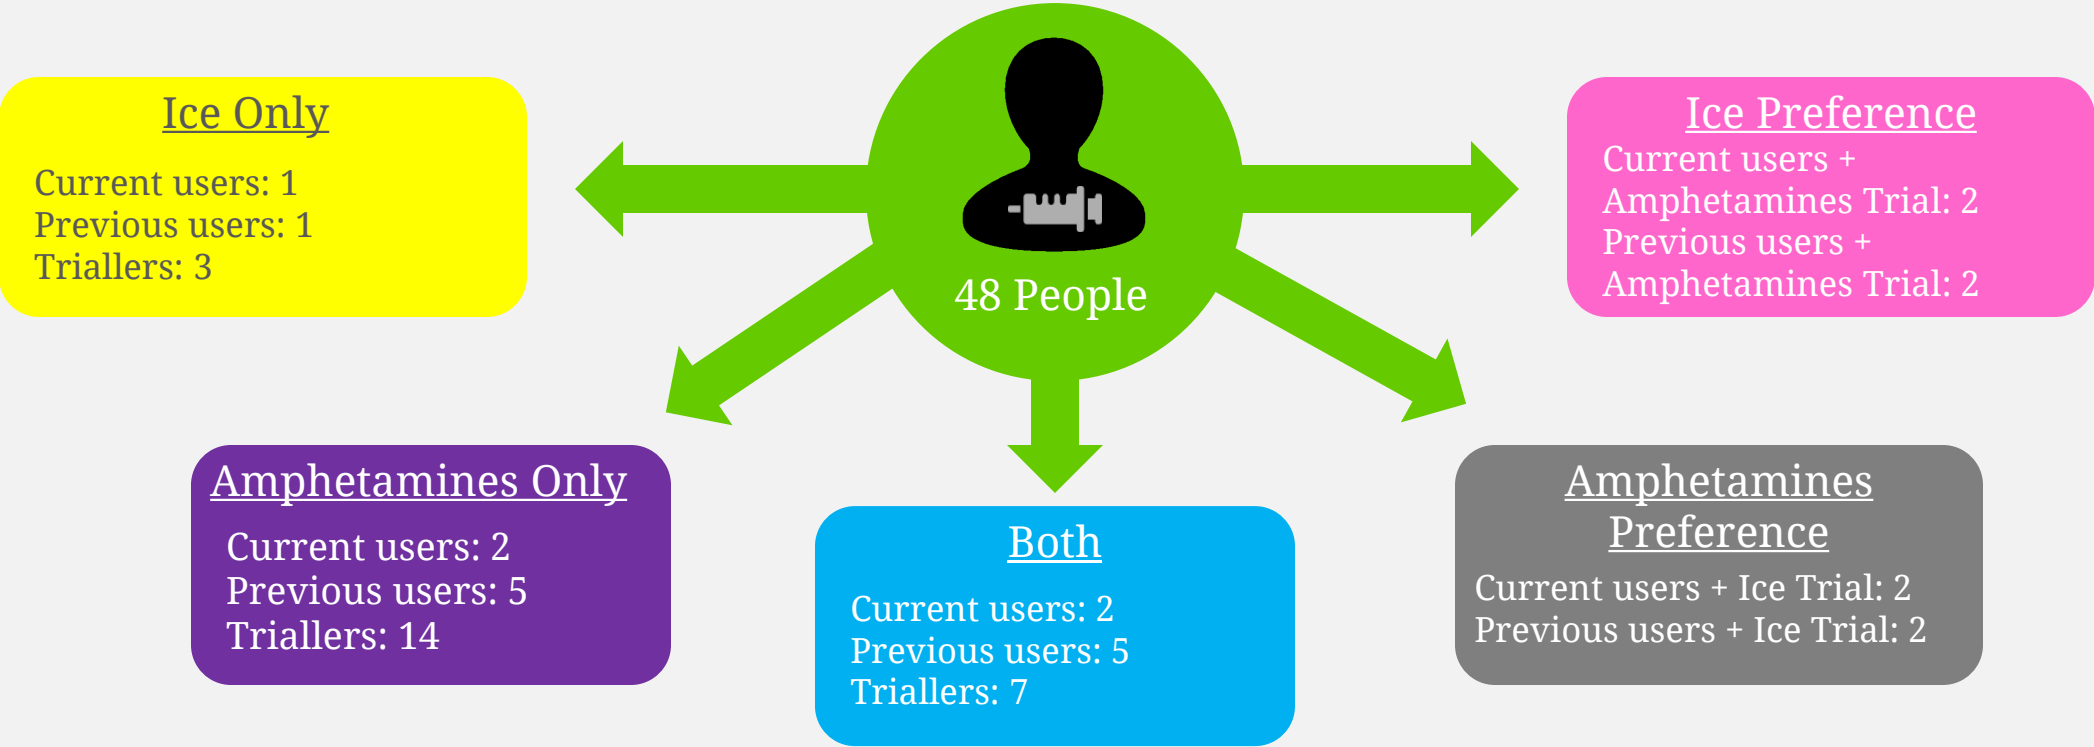 48 People
Ice Only
Current users: 1
Previous users: 1
Triallers: 3
Ice Preference
Current users +
Amphetamines Trial: 2
Previous users +
Amphetamines Trial: 2
Amphetamines Only
Current users: 2
Previous users: 5
Triallers: 14
Both
Current users: 2
Previous users: 5
Triallers: 7
Amphetamines
Preference
Current users + Ice Trial: 2
Previous users + Ice Trial: 2